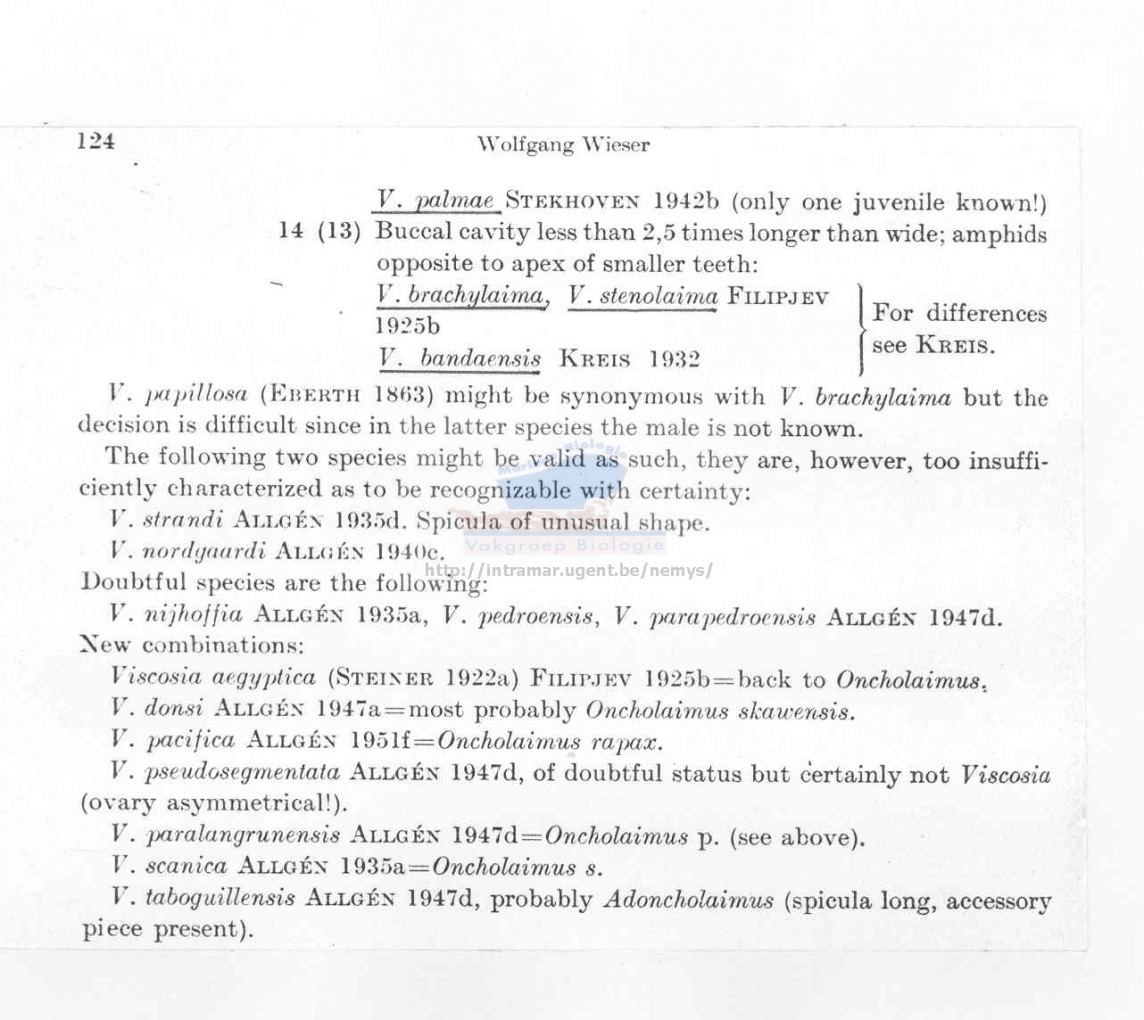 124 Wolfgang Wieser
V. palmae STEKHOVEN 1942b (only one juvenile known!)
14 (13) Buccal cavity less than 2,5 times longer than wide; amphids
opposite to apex of smaller teeth:
V. brachylaima, V. stenolaima FILIPJEV
1925b
V. bandaensis KREIS 1932
For differences
see KREIS.
V. papillosa (EBERTH 1863) might be synonymous with V. brachylaima but the
decision is difficult since in the latter species the male is not known.
The following two species might be valid as such, they are, however, too insuffi-
ciently characterized as to be recognizable with certainty:
V. strandi ALLGÉN 1935d. Spicula of unusual shape.
V. nordgaardi ALLGÉN 1940c.
Doubtful species are the following:
V. nijhoffia ALLGÉN 1935a, V. pedroensis, V. parapedroensis ALLGÉN 1947d.
New combinations:
Viscosia aegyptica (STEINER 1922a) FILIPJEV 1925b=back to Oncholaimus.
V. donsi ALLGÉN 1947a=most probably Oncholaimus skawensis.
V. pacifica ALLGÉN 1951f=Oncholaimus rapax.
V. pseudosegmentata ALLGÉN 1947d, of doubtful status but certainly not Viscosia
(ovary asymmetrical!).
V. paralangrunensis ALLGÉN 1947d=Oncholaimus p. (see above).
V. scanica ALLGÉN 1935a=Oncholaimus s.
V. taboguillensis ALLGÉN 1947d, probably Adoncholaimus (spicula long, accessory
piece present).
Mariene Biologie
Vakgroep Biologie
http://intramar.ugent.be/nemys/